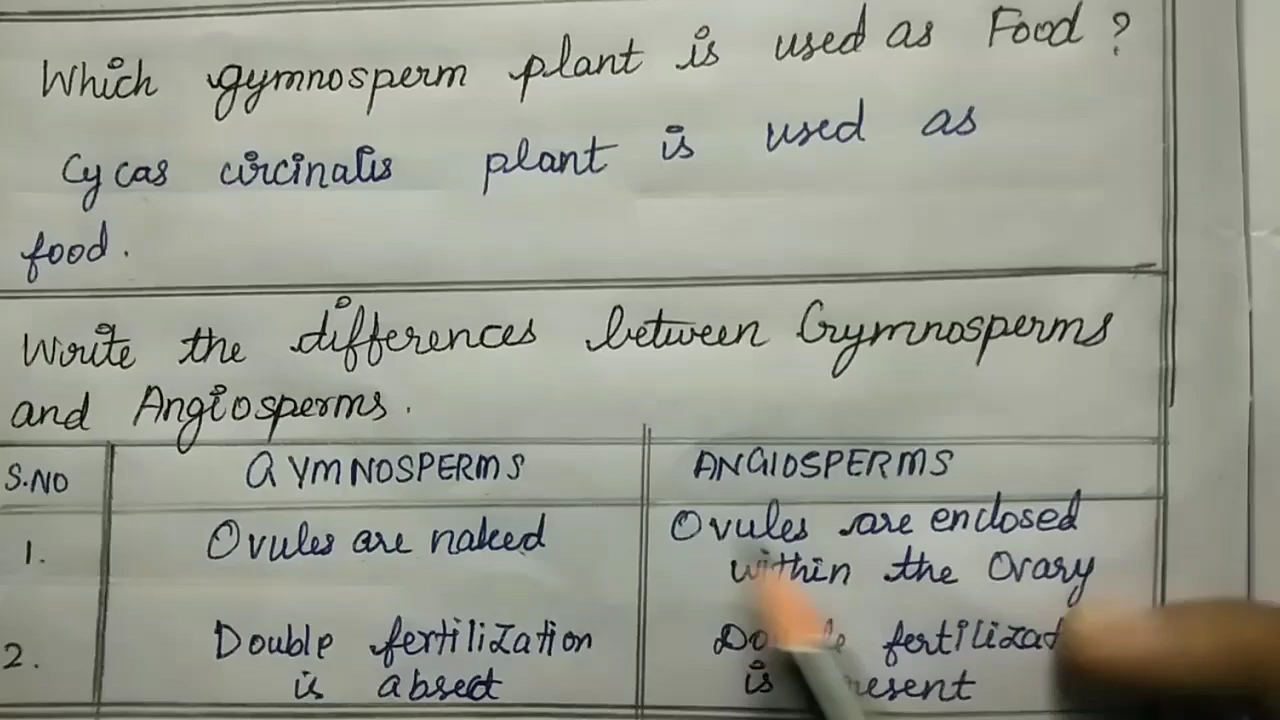 Which gymnosperm plant is used as Food ?
Cycas circinalis plant is used as
food.
Write the differences between Gymnosperms
and Angiosperms.
S.NO GYMNOSPERMS ANGIOSPERMS
1. Ovules are naked Ovules are enclosed
within the Ovary
2. Double fertilization
is absect
fertilizat
is